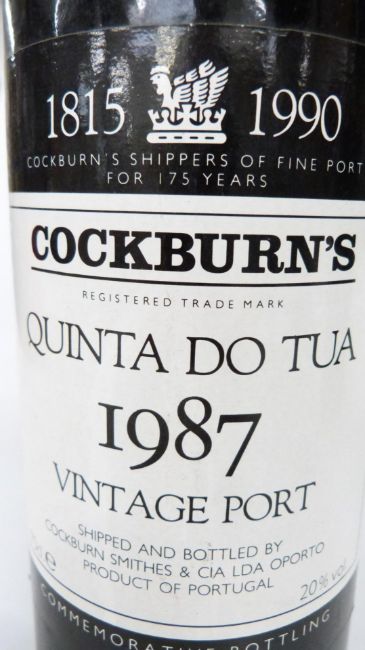 1815 1990
COCKBURN'S SHIPPERS OF FINE PORT
FOR 175 YEARS
COCKBURN'S
REGISTERED TRADE MARK
QUINTA DO TUA
1987
VINTAGE PORT
SHIPPED AND BOTTLED BY
COCKBURN SMITHES & CIA LDA OPORTO
PRODUCT OF PORTUGAL
20% vol
COMMEMORATIVE BOTTLING